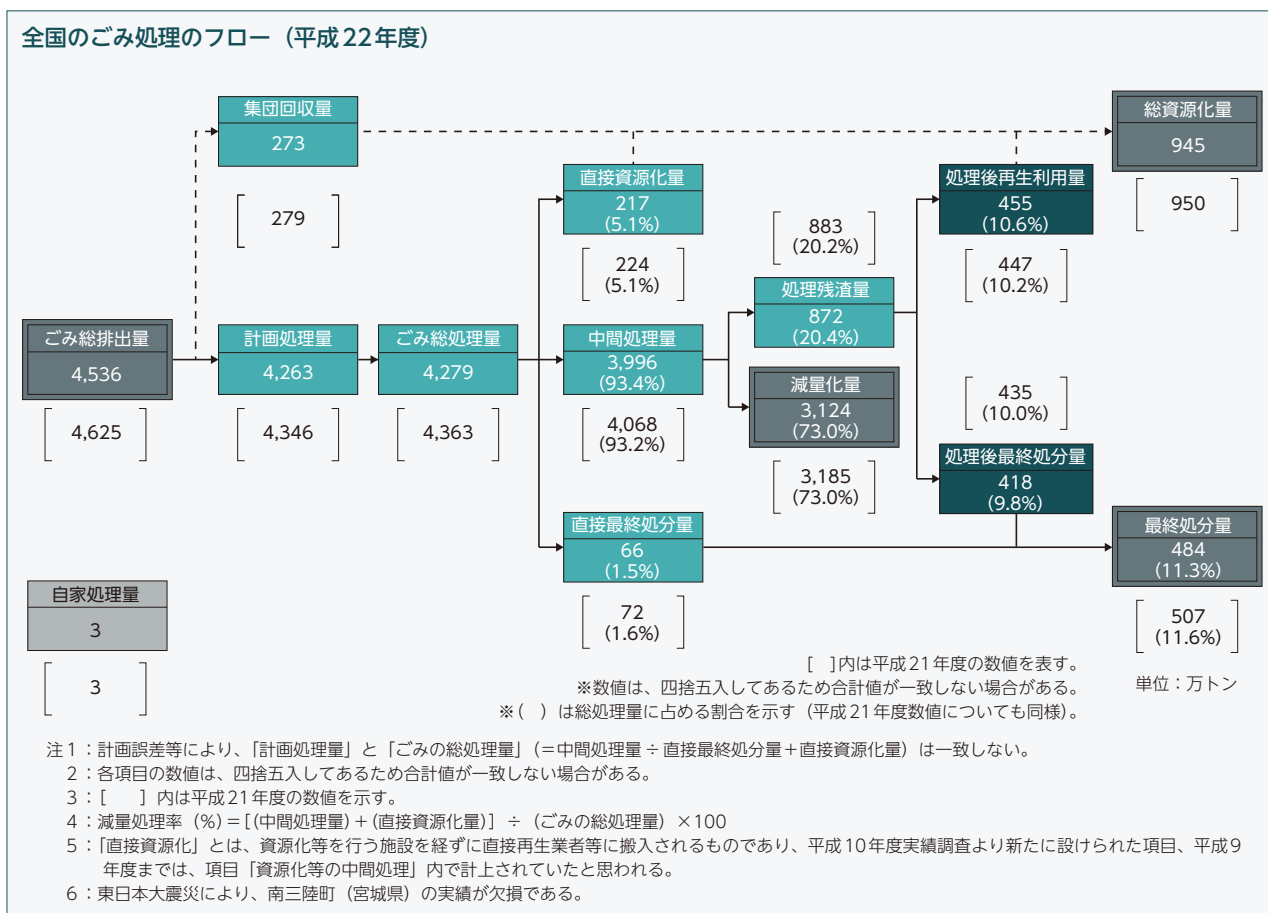 全国のごみ処理のフロー（平成22年度）
集団回収量
273
[279]
総資源化量
945
[950]
直接資源化量
217
(5.1%)
[224
(5.1%)]
処理後再生利用量
455
(10.6%)
[447
(10.2%)]
[883
(20.2%)]
処理残渣量
872
(20.4%)
ごみ総排出量
4,536
[4,625]
計画処理量
4,263
[4,346]
ごみ総処理量
4,279
[4,363]
中間処理量
3,996
(93.4%)
[4,068
(93.2%)]
減量化量
3,124
(73.0%)
[3,185
(73.0%)]
[435
(10.0%)]
処理後最終処分量
418
(9.8%)
直接最終処分量
66
(1.5%)
[72
(1.6%)]
最終処分量
484
(11.3%)
[507
(11.6%)]
自家処理量
3
[3]
[　]内は平成21年度の数値を表す。
※数値は、四捨五入してあるため合計値が一致しない場合がある。
単位：万トン
※(　) は総処理量に占める割合を示す（平成21年度数値についても同様）。
注1：計画誤差等により、「計画処理量」と「ごみの総処理量」（＝中間処理量÷直接最終処分量＋直接資源化量）は一致しない。
2：各項目の数値は、四捨五入してあるため合計値が一致しない場合がある。
3：[　] 内は平成21年度の数値を示す。
4：減量処理率（%）＝[（中間処理量）＋（直接資源化量）] ÷（ごみの総処理量）×100
5：「直接資源化」とは、資源化等を行う施設を経ずに直接再生業者等に搬入されるものであり、平成10年度実績調査より新たに設けられた項目、平成9
年度までは、項目「資源化等の中間処理」内で計上されていたと思われる。
6：東日本大震災により、南三陸町（宮城県）の実績が欠損である。